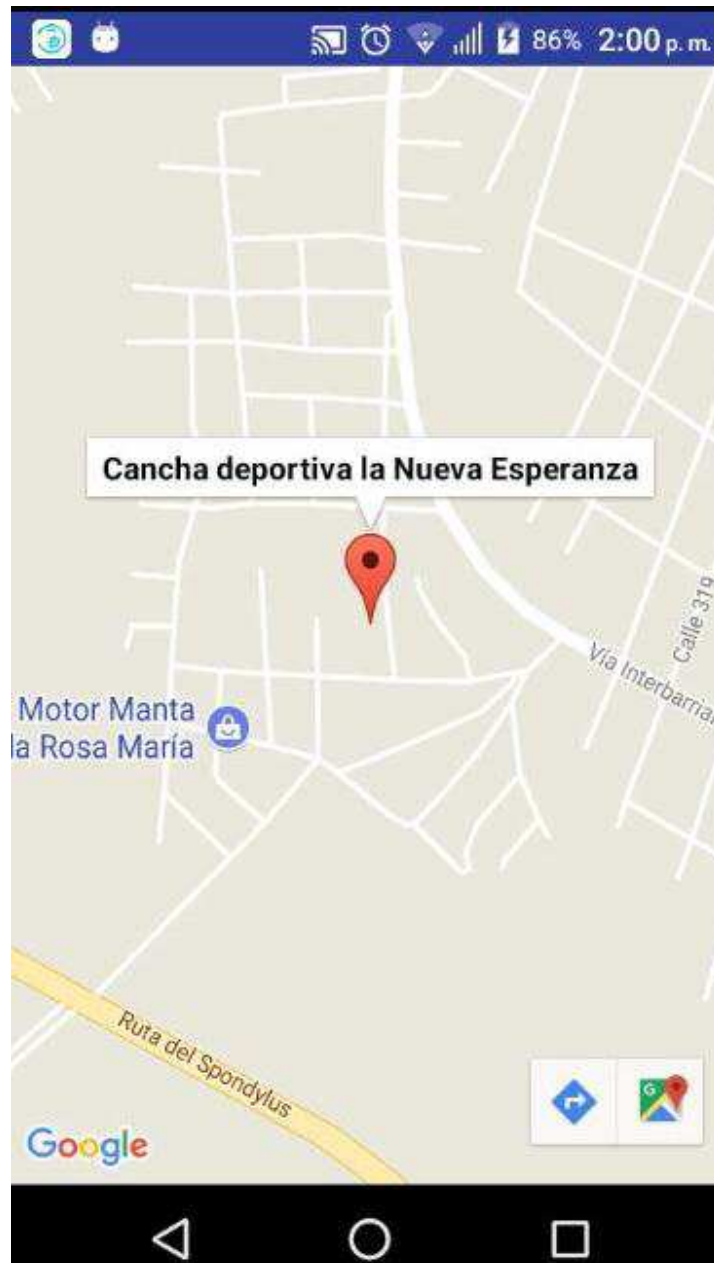 86% 2:00 p. m.
Cancha deportiva la Nueva Esperanza
Calle 319
Vía Interbarrial
Motor Manta
la Rosa María
Ruta del Spondylus
G
Google